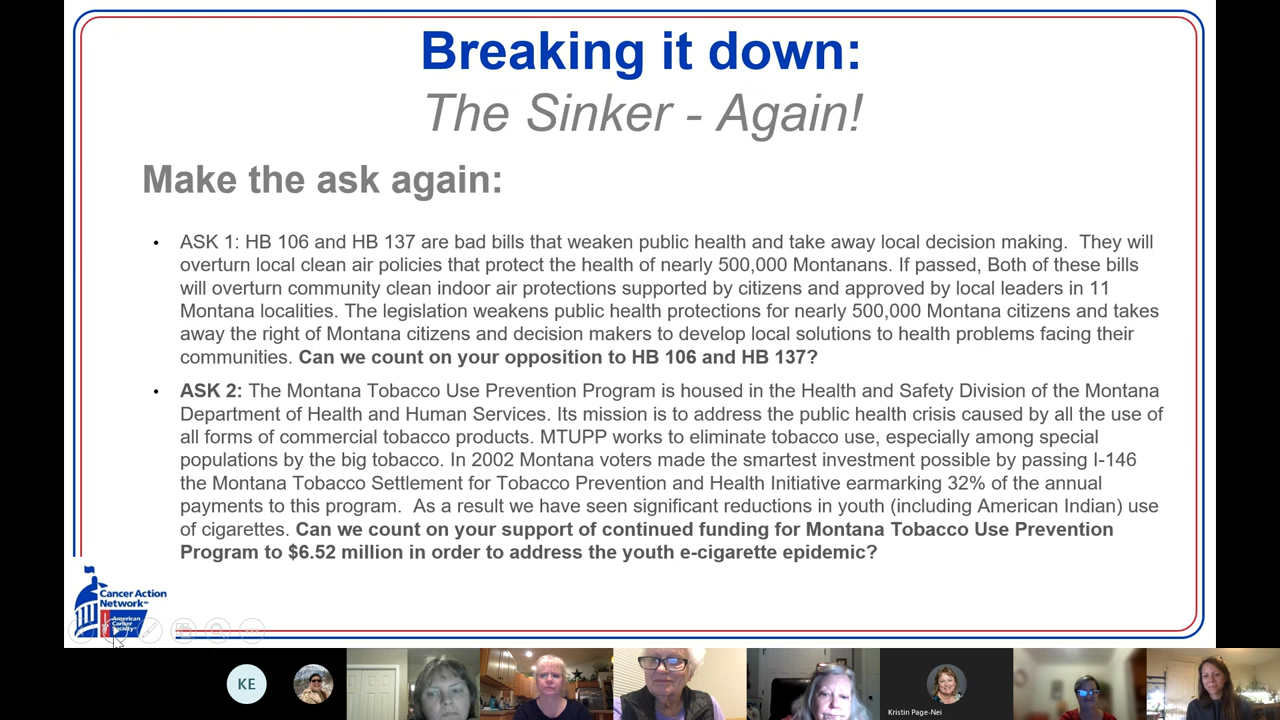 Breaking it down:
The Sinker - Again!
Make the ask again:
• ASK 1: HB 106 and HB 137 are bad bills that weaken public health and take away local decision making.  They will
overturn local clean air policies that protect the health of nearly 500,000 Montanans. If passed, Both of these bills
will overturn community clean indoor air protections supported by citizens and approved by local leaders in 11
Montana localities. The legislation weakens public health protections for nearly 500,000 Montana citizens and takes
away the right of Montana citizens and decision makers to develop local solutions to health problems facing their
communities. Can we count on your opposition to HB 106 and HB 137?
• ASK 2: The Montana Tobacco Use Prevention Program is housed in the Health and Safety Division of the Montana
Department of Health and Human Services. Its mission is to address the public health crisis caused by all the use of
all forms of commercial tobacco products. MTUPP works to eliminate tobacco use, especially among special
populations by the big tobacco. In 2002 Montana voters made the smartest investment possible by passing I-146
the Montana Tobacco Settlement for Tobacco Prevention and Health Initiative earmarking 32% of the annual
payments to this program.  As a result we have seen significant reductions in youth (including American Indian) use
of cigarettes. Can we count on your support of continued funding for Montana Tobacco Use Prevention
Program to $6.52 million in order to address the youth e-cigarette epidemic?
Cancer Action
Network
American
Cancer
Society
KE
Kristin Page-Nei